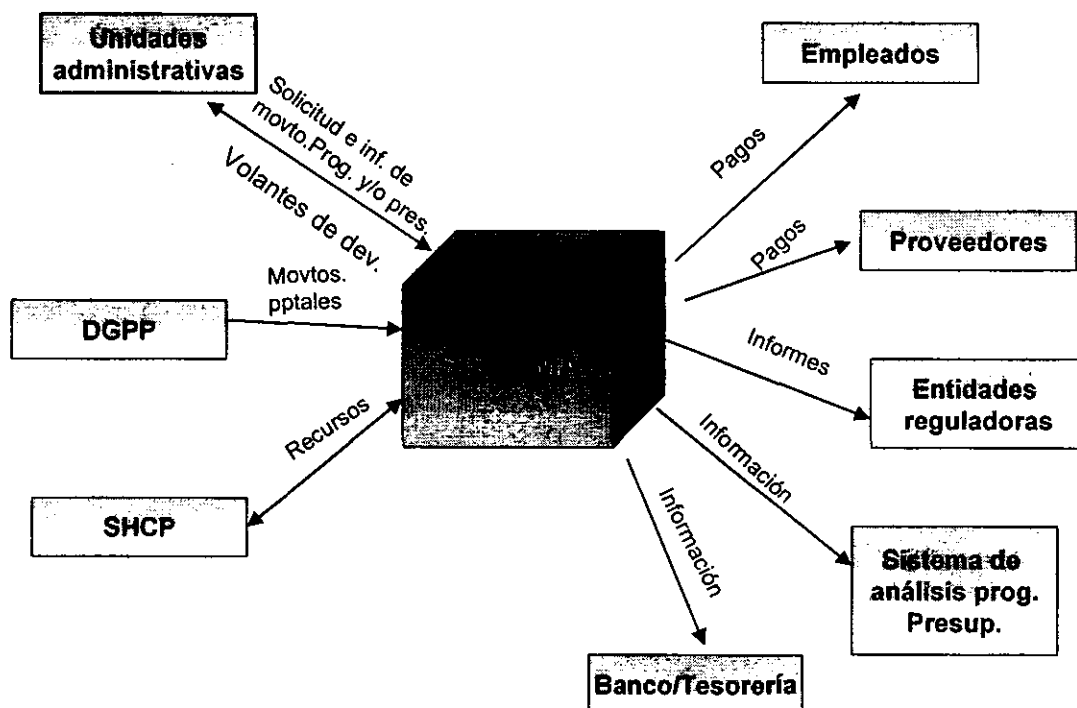 Unidades
administrativas
Solicitud e inf. de
movto.Prog. y/o pres.
Volantes de dev.
Movtos.
pptales
DGPP
Recursos
SHCP
Empleados
Pagos
Proveedores
Pagos
Informes
Entidades
reguladoras
Información
Sistema de
análisis prog.
Presup.
Información
Banco/Tesorería